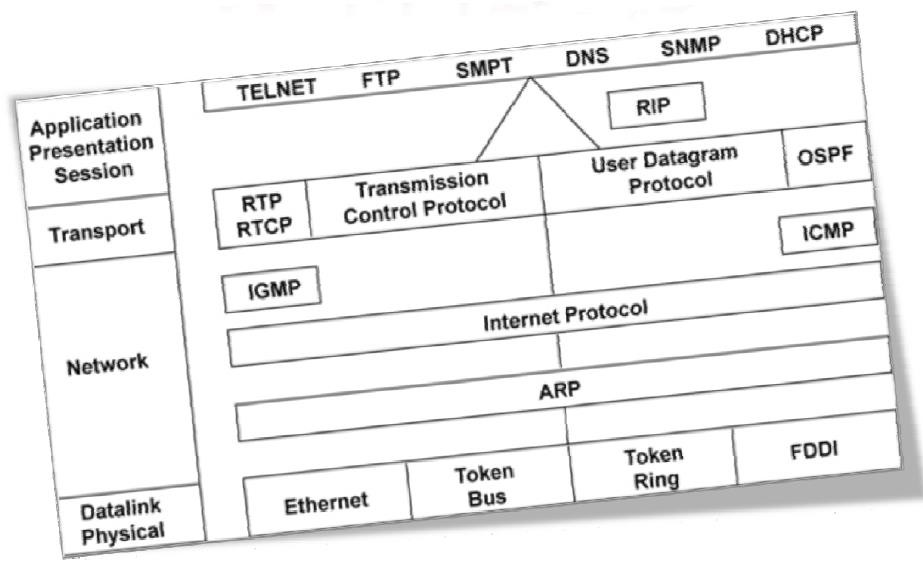 Application
Presentation
Session
Transport
Network
Datalink
Physical
TELNET FTP SMPT DNS SNMP DHCP
RIP
RTP
RTCP
Transmission
Control Protocol
User Datagram
Protocol
OSPF
ICMP
IGMP
Internet Protocol
ARP
Ethernet
Token
Bus
Token
Ring
FDDI